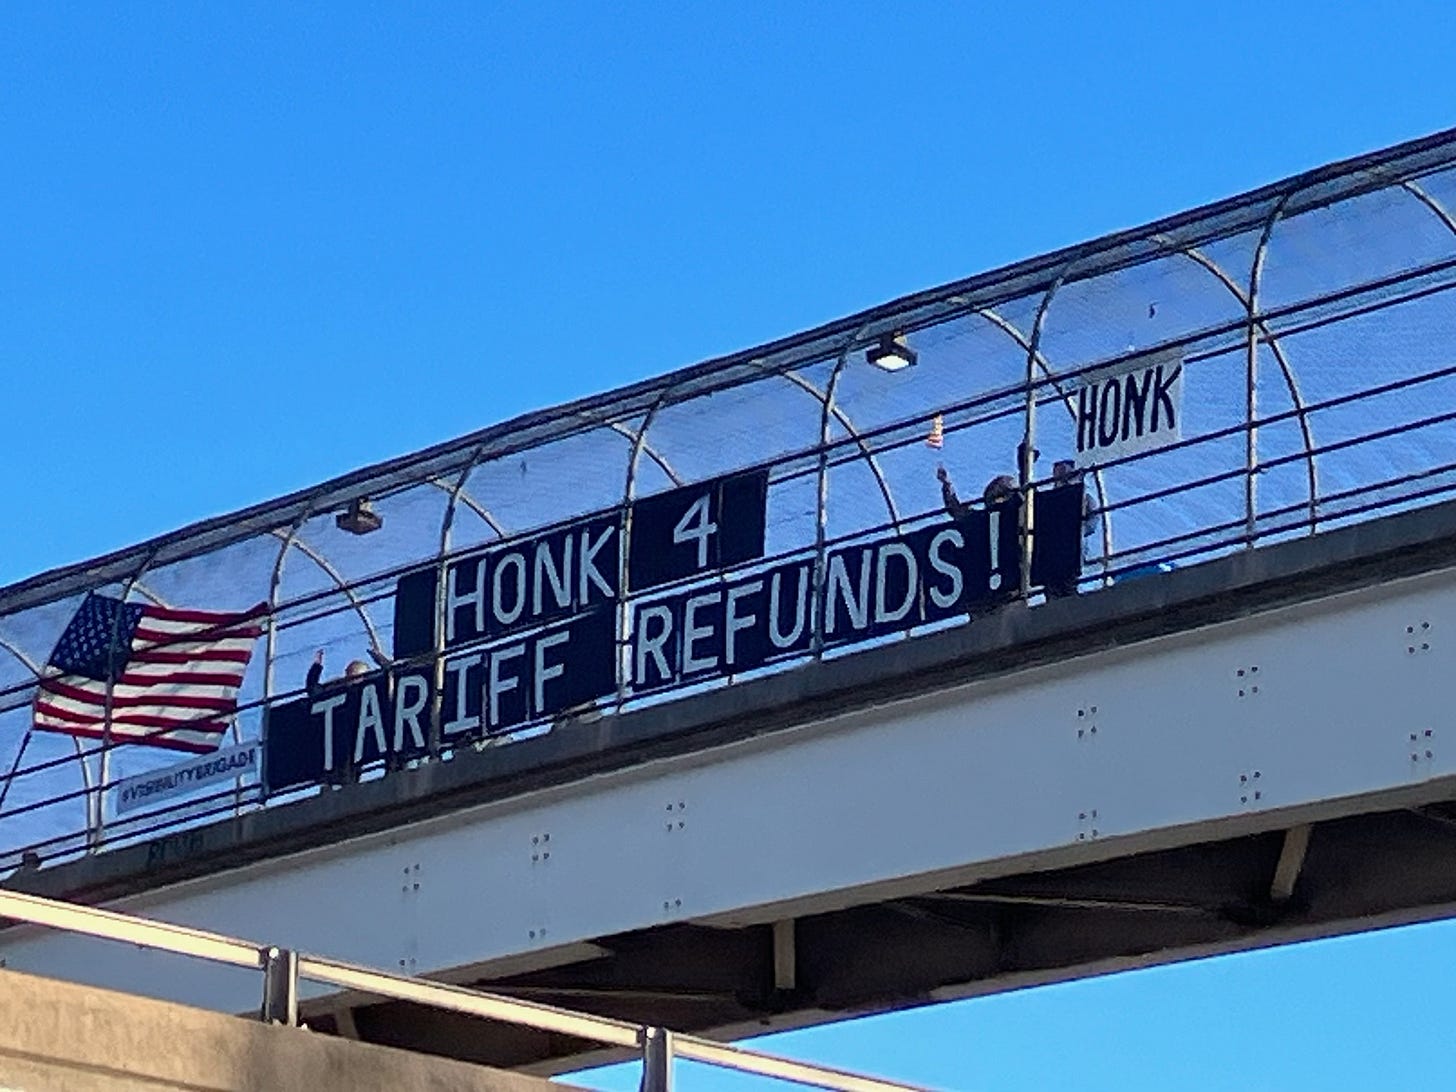 HONK 4
TARIFF REFUNDS!
HONK
#VISIBILITYBRIGADE